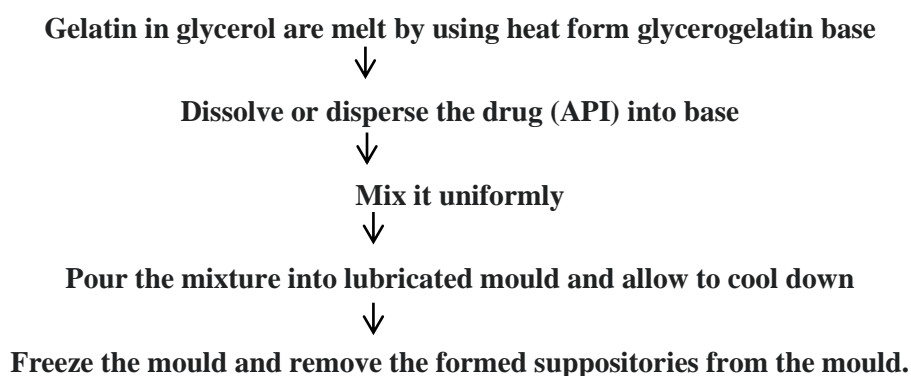 Gelatin in glycerol are melt by using heat form glycerogelatin base
Dissolve or disperse the drug (API) into base
Mix it uniformly
Pour the mixture into lubricated mould and allow to cool down
Freeze the mould and remove the formed suppositories from the mould.